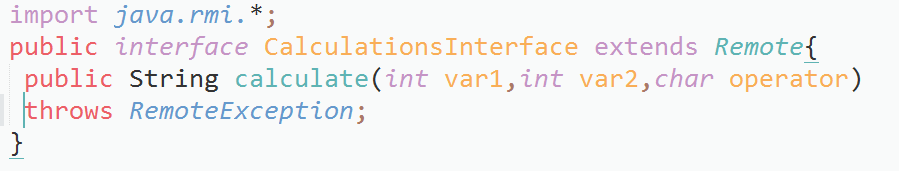 import java.rmi.*;
public interface CalculationsInterface extends Remote{
 public String calculate(int var1,int var2,char operator)
 throws RemoteException;
}